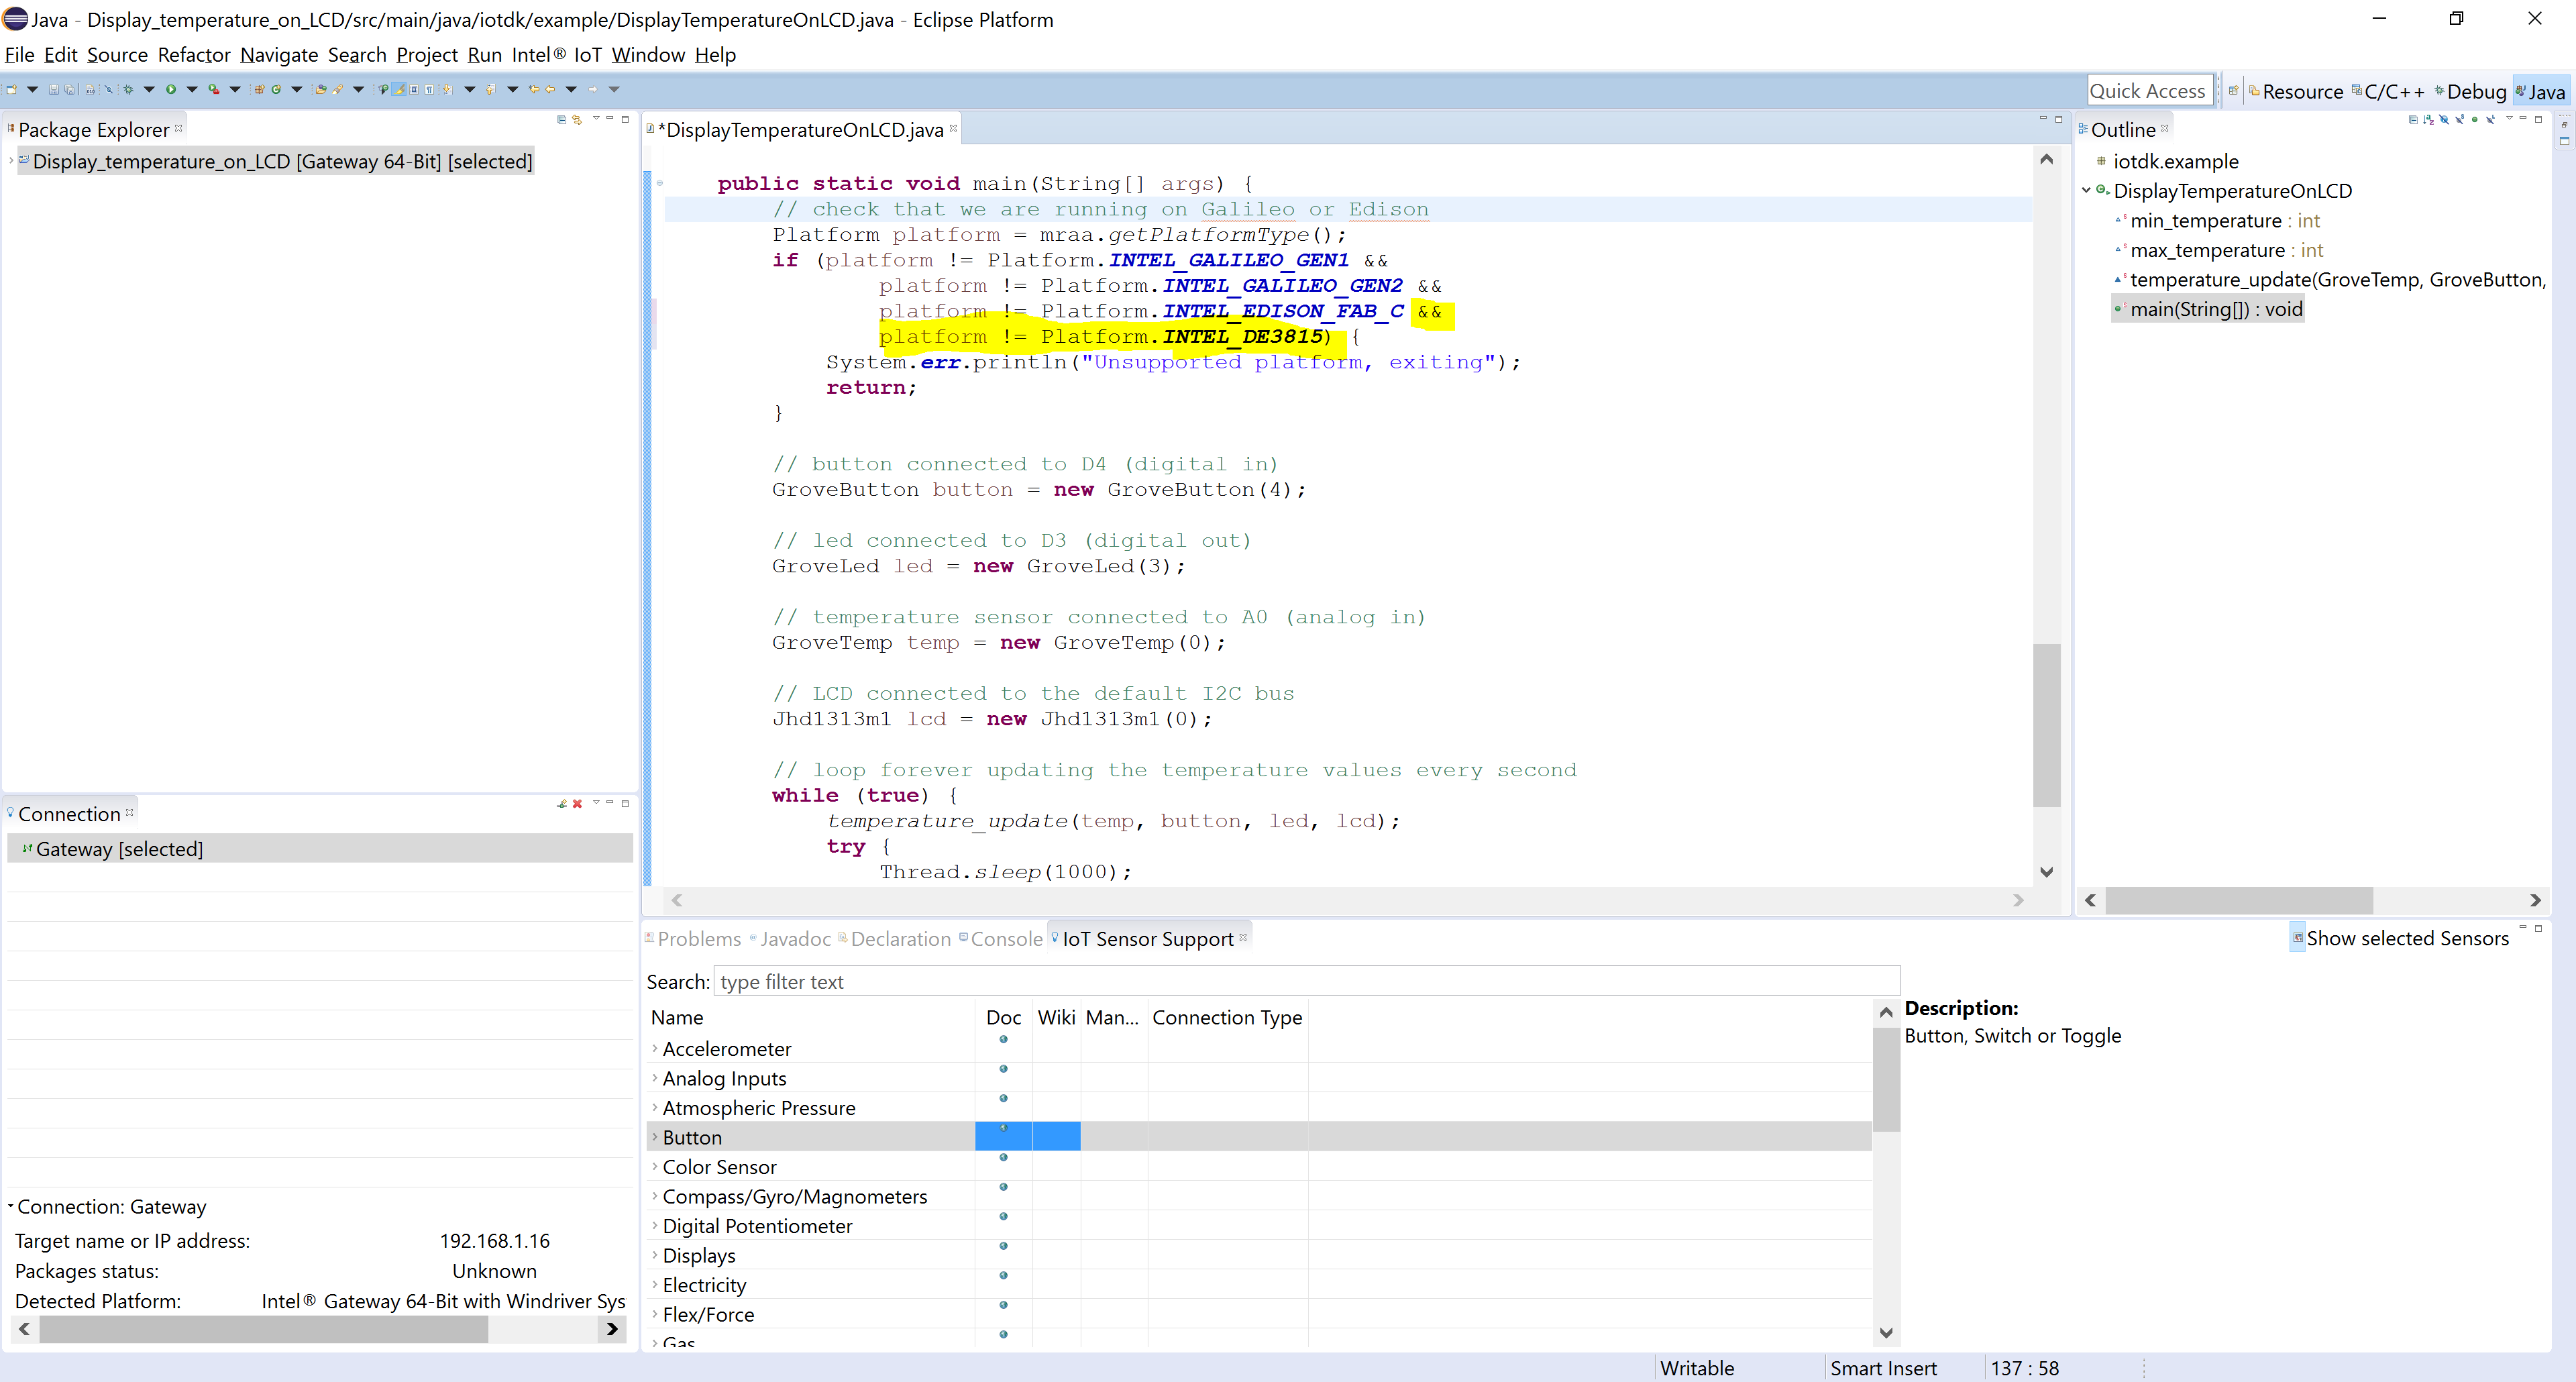 Java - Display_temperature_on_LCD/src/main/java/iotdk/example/DisplayTemperatureOnLCD.java - Eclipse Platform
File Edit Source Refactor Navigate Search Project Run Intel® IoT Window Help
Quick Access Resource C/C++ Debug Java
Package Explorer
Display_temperature_on_LCD [Gateway 64-Bit] [selected]
*DisplayTemperatureOnLCD.java
public static void main(String[] args) {
// check that we are running on Galileo or Edison
Platform platform = mraa.getPlatformType();
if (platform != Platform.INTEL_GALILEO_GEN1 &&
platform != Platform.INTEL_GALILEO_GEN2 &&
platform != Platform.INTEL_EDISON_FAB_C &&
platform != Platform.INTEL_DE3815) {
System.err.println("Unsupported platform, exiting");
return;
}
// button connected to D4 (digital in)
GroveButton button = new GroveButton(4);
// led connected to D3 (digital out)
GroveLed led = new GroveLed(3);
// temperature sensor connected to A0 (analog in)
GroveTemp temp = new GroveTemp(0);
// LCD connected to the default I2C bus
Jhd1313m1 lcd = new Jhd1313m1(0);
// loop forever updating the temperature values every second
while (true) {
temperature_update(temp, button, led, lcd);
try {
Thread.sleep(1000);
Outline
iotdk.example
DisplayTemperatureOnLCD
min_temperature : int
max_temperature : int
temperature_update(GroveTemp, GroveButton,
main(String[]) : void
Connection
Gateway [selected]
Connection: Gateway
Target name or IP address: 192.168.1.16
Packages status: Unknown
Detected Platform: Intel® Gateway 64-Bit with Windriver Sys
Problems Javadoc Declaration Console IoT Sensor Support
Show selected Sensors
Search: type filter text
Name Doc Wiki Man... Connection Type
Accelerometer
Analog Inputs
Atmospheric Pressure
Button
Color Sensor
Compass/Gyro/Magnometers
Digital Potentiometer
Displays
Electricity
Flex/Force
Gas
Description:
Button, Switch or Toggle
Writable Smart Insert 137 : 58